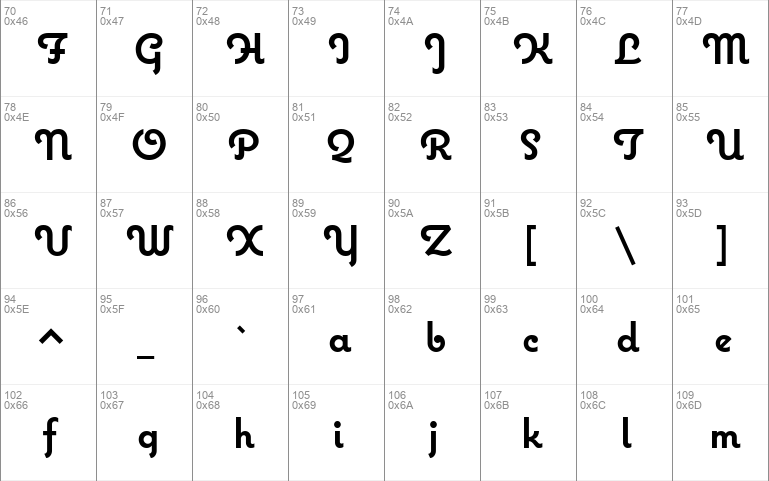 70 71 72 73 74 75 76 77
0x46 0x47 0x48 0x49 0x4A 0x4B 0x4C 0x4D
F G H I J K L M
78 79 80 81 82 83 84 85
0x4E 0x4F 0x50 0x51 0x52 0x53 0x54 0x55
N O P Q R S T U
86 87 88 89 90 91 92 93
0x56 0x57 0x58 0x59 0x5A 0x5B 0x5C 0x5D
V W X Y Z [ \ ]
94 95 96 97 98 99 100 101
0x5E 0x5F 0x60 0x61 0x62 0x63 0x64 0x65
^ _ ` a b c d e
102 103 104 105 106 107 108 109
0x66 0x67 0x68 0x69 0x6A 0x6B 0x6C 0x6D
f g h i j k l m